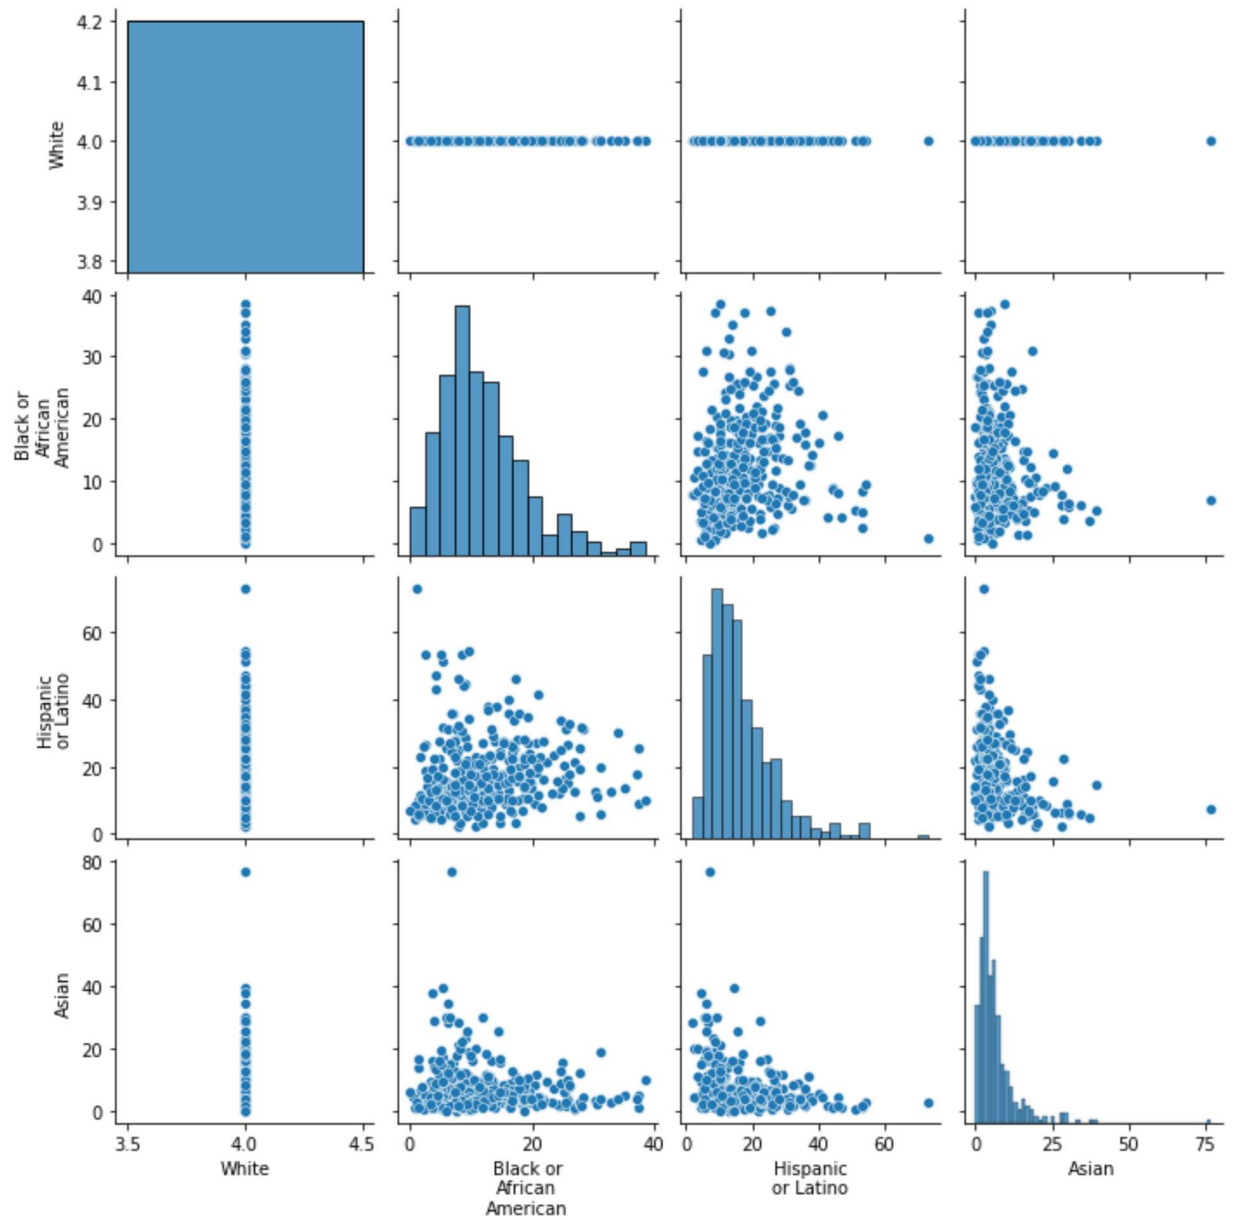 4.2
4.1
White
4.0
3.9
3.8
40
30
Black or
African
American
20
10
0
60
Hispanic
or Latino
40
20
0
80
60
Asian
40
20
0
3.5 4.0 4.5 0 20 40 0 20 40 60 0 25 50 75
White Black or Hispanic Asian
African or Latino
American